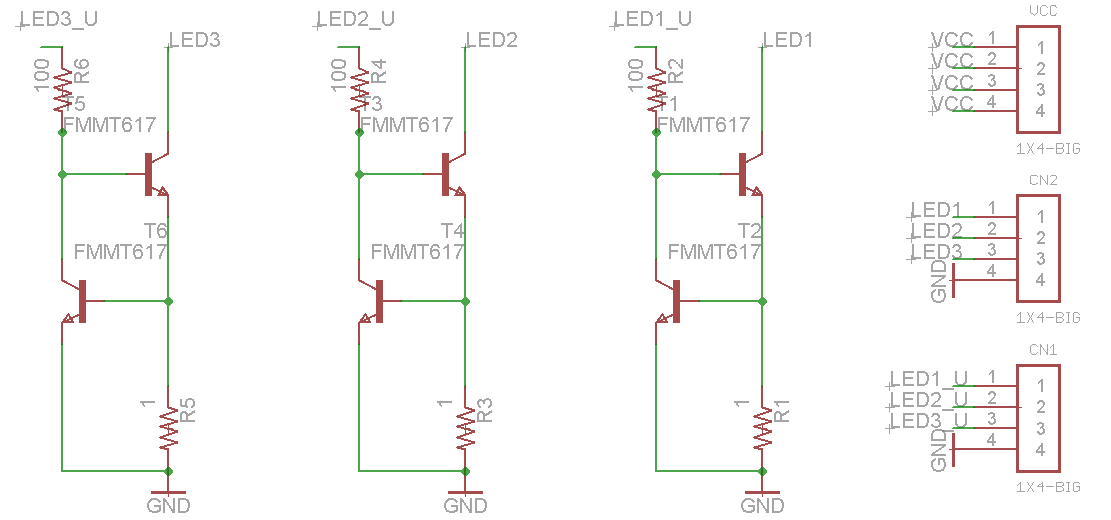 LED3_U
LED3
100
R6
T5
FMMT617
T6
FMMT617
1
R5
GND
LED2_U
LED2
100
R4
T3
FMMT617
T4
FMMT617
1
R3
GND
LED1_U
LED1
100
R2
T1
FMMT617
T2
FMMT617
1
R1
GND
VCC
VCC 1 1
VCC 2 2
VCC 3 3
VCC 4 4
1X4-BIG
CN2
LED1 1 1
LED2 2 2
LED3 3 3
GND 4 4
1X4-BIG
CN1
LED1_U 1 1
LED2_U 2 2
LED3_U 3 3
GND 4 4
1X4-BIG